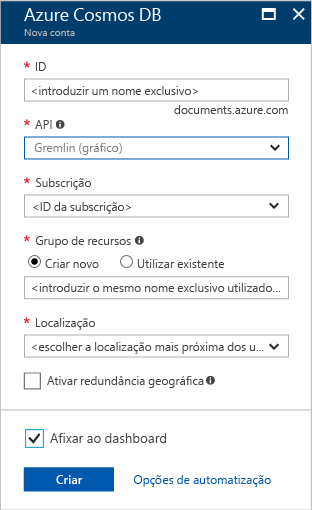 Azure Cosmos DB
Nova conta
* ID
<introduzir um nome exclusivo>
documents.azure.com
* API
Gremlin (gráfico)
* Subscrição
<ID da subscrição>
* Grupo de recursos
Criar novo Utilizar existente
<introduzir o mesmo nome exclusivo utilizado...
* Localização
<escolher a localização mais próxima dos u...
Ativar redundância geográfica
Afixar ao dashboard
Criar Opções de automatização